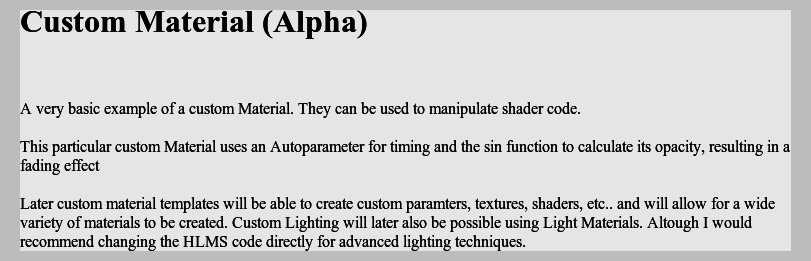 Custom Material (Alpha)
A very basic example of a custom Material. They can be used to manipulate shader code.
This particular custom Material uses an Autoparameter for timing and the sin function to calculate its opacity, resulting in a
fading effect
Later custom material templates will be able to create custom paramters, textures, shaders, etc.. and will allow for a wide
variety of materials to be created. Custom Lighting will later also be possible using Light Materials. Altough I would
recommend changing the HLMS code directly for advanced lighting techniques.